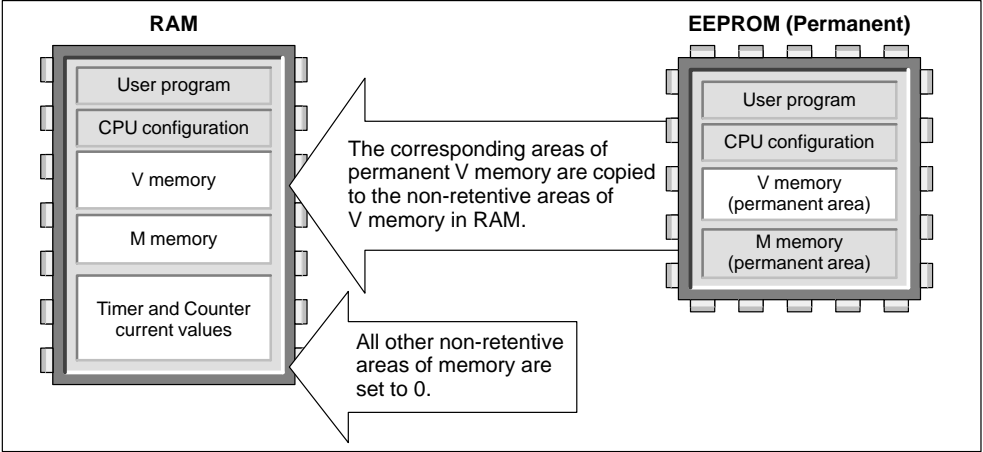 RAM
User program
CPU configuration
V memory
M memory
Timer and Counter
current values
The corresponding areas of
permanent V memory are copied
to the non-retentive areas of
V memory in RAM.
All other non-retentive
areas of memory are
set to 0.
EEPROM (Permanent)
User program
CPU configuration
V memory
(permanent area)
M memory
(permanent area)